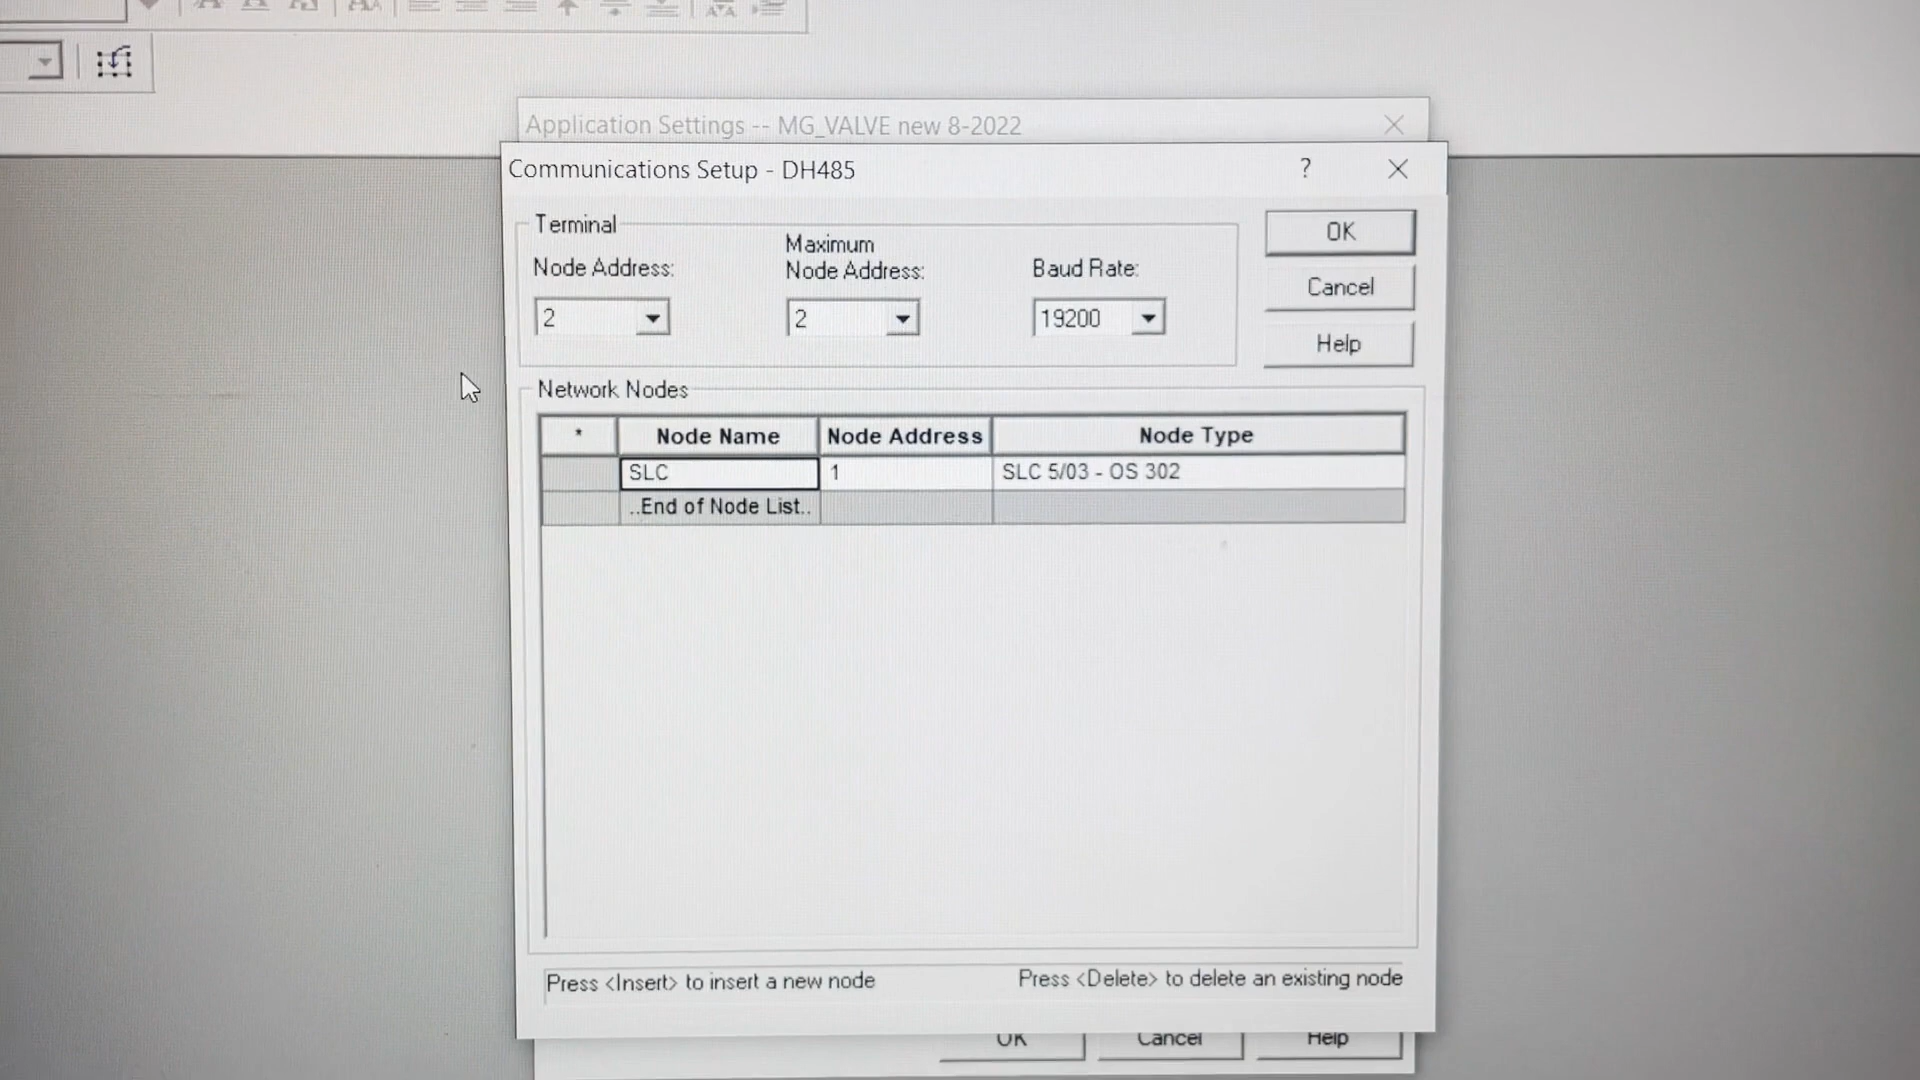 Application Settings -- MG_VALVE new 8-2022
Communications Setup - DH485
?
Terminal
Node Address:
Maximum
Node Address:
Baud Rate:
2
2
19200
OK
Cancel
Help
Network Nodes
* Node Name Node Address Node Type
SLC 1 SLC 5/03 - OS 302
..End of Node List..
Press <Insert> to insert a new node
Press <Delete> to delete an existing node
OK Cancel Help